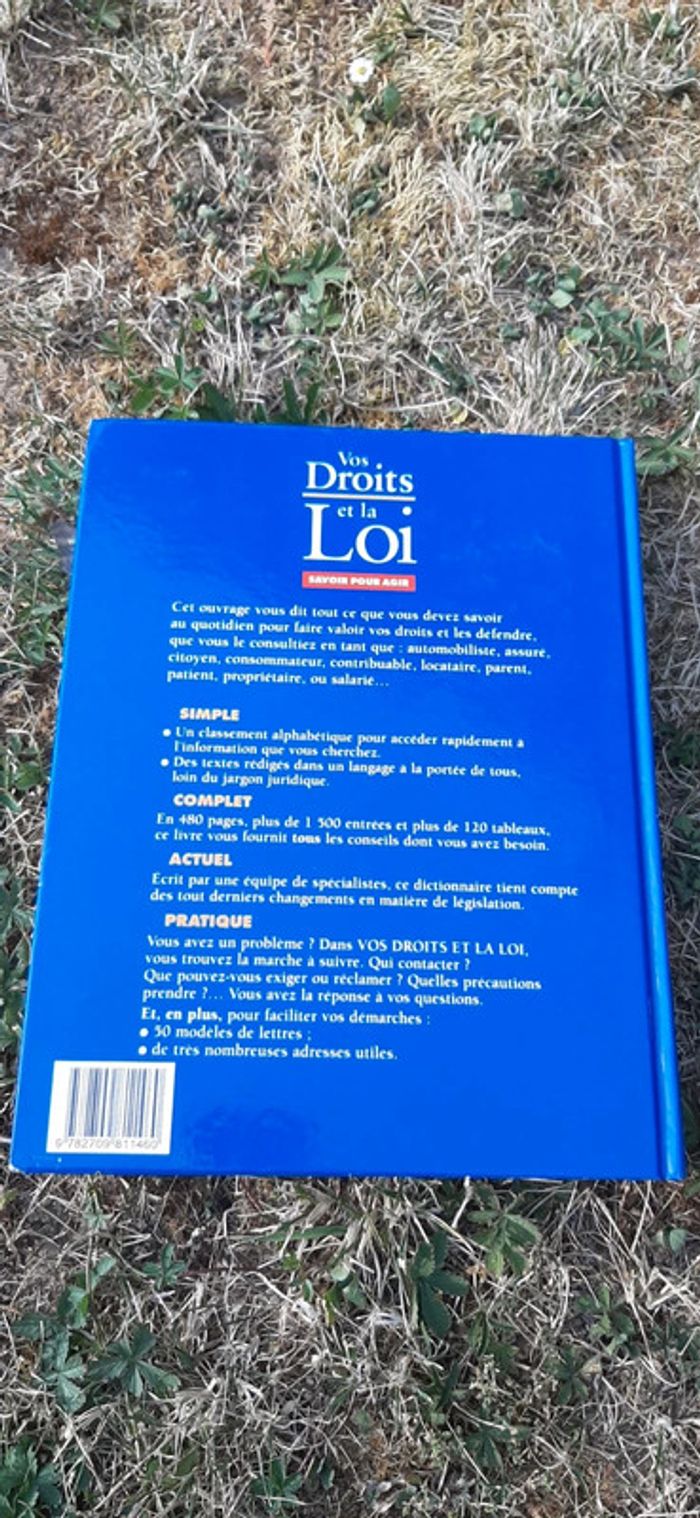 Vos
Droits
et la
Loi
SAVOIR POUR AGIR
Cet ouvrage vous dit tout ce que vous devez savoir
au quotidien pour faire valoir vos droits et les défendre,
que vous le consultiez en tant que : automobiliste, assuré,
citoyen, consommateur, contribuable, locataire, parent,
patient, propriétaire, ou salarié...
SIMPLE
• Un classement alphabétique pour accéder rapidement à
l'information que vous cherchez.
• Des textes rédigés dans un langage à la portée de tous,
loin du jargon juridique.
COMPLET
En 480 pages, plus de 1 500 entrées et plus de 120 tableaux,
ce livre vous fournit tous les conseils dont vous avez besoin.
ACTUEL
Écrit par une équipe de spécialistes, ce dictionnaire tient compte
des tout derniers changements en matière de législation.
PRATIQUE
Vous avez un problème ? Dans VOS DROITS ET LA LOI,
vous trouvez la marche à suivre. Qui contacter ?
Que pouvez-vous exiger ou réclamer ? Quelles précautions
prendre ?... Vous avez la réponse à vos questions.
Et, en plus, pour faciliter vos démarches :
• 50 modèles de lettres ;
• de très nombreuses adresses utiles.
9 782709 811460